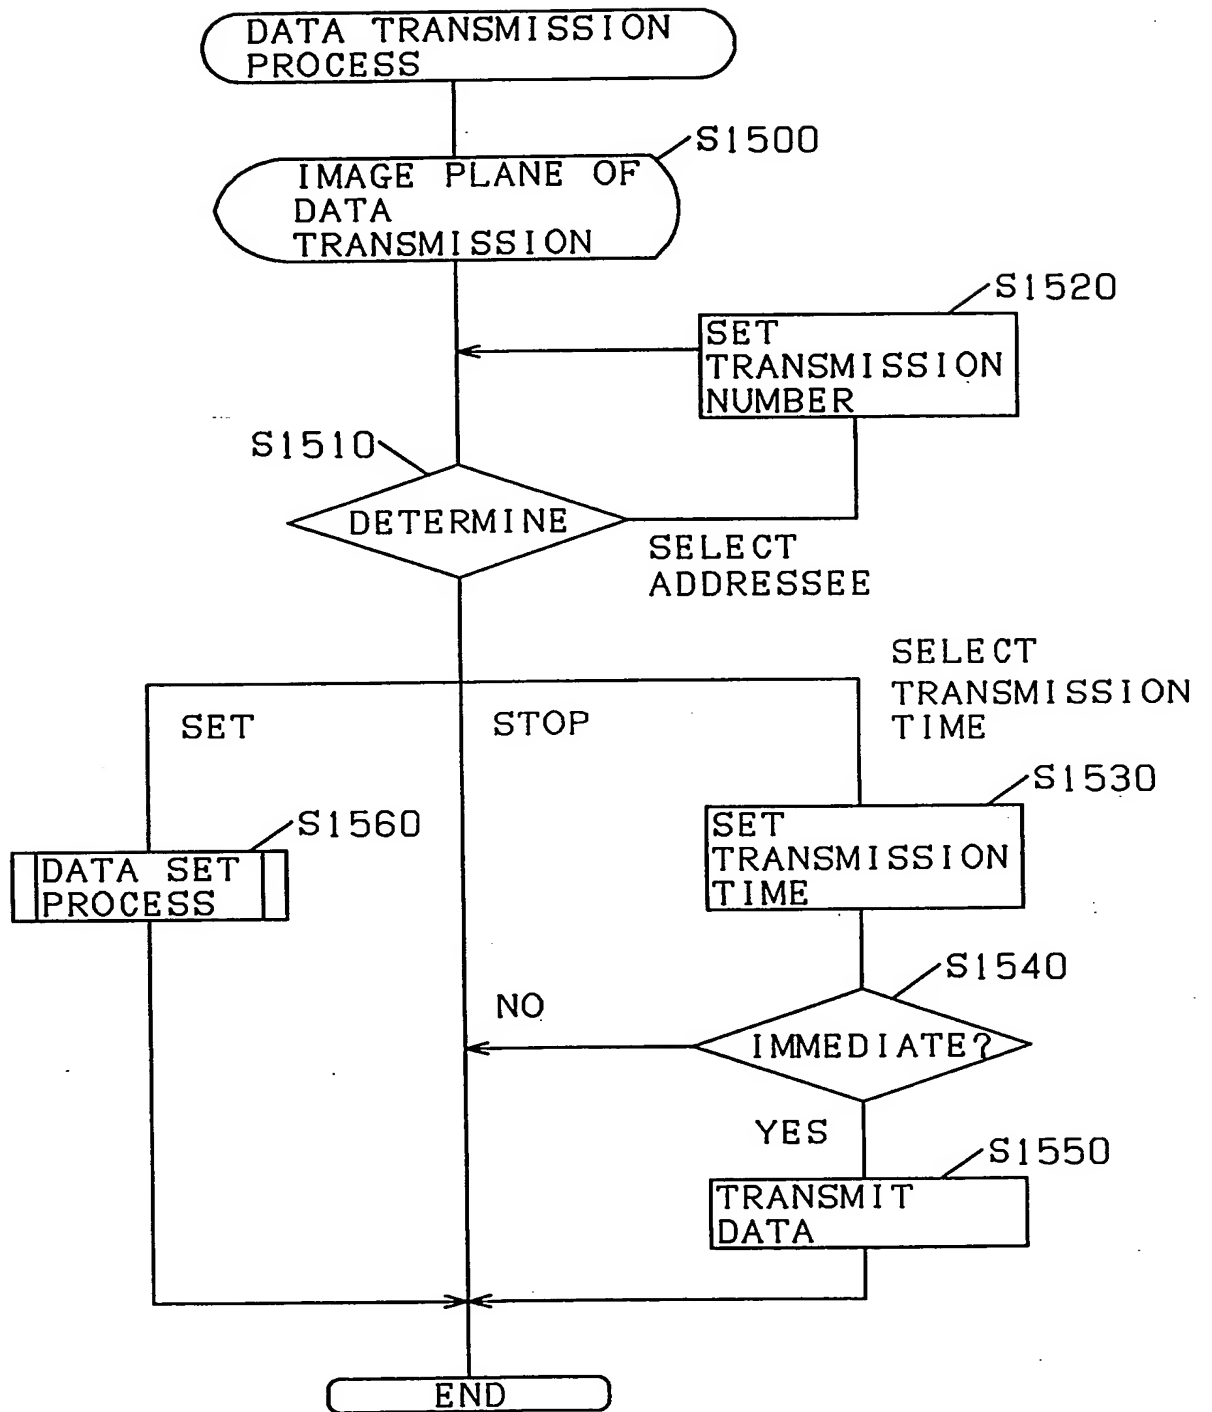 DATA TRANSMISSION
PROCESS
S1500
IMAGE PLANE OF
DATA
TRANSMISSION
S1520
SET
TRANSMISSION
NUMBER
S1510
DETERMINE
SELECT
ADDRESSEE
SELECT
TRANSMISSION
TIME
SET
STOP
S1530
S1560
SET
TRANSMISSION
TIME
DATA SET
PROCESS
S1540
NO
IMMEDIATE?
YES
S1550
TRANSMIT
DATA
END